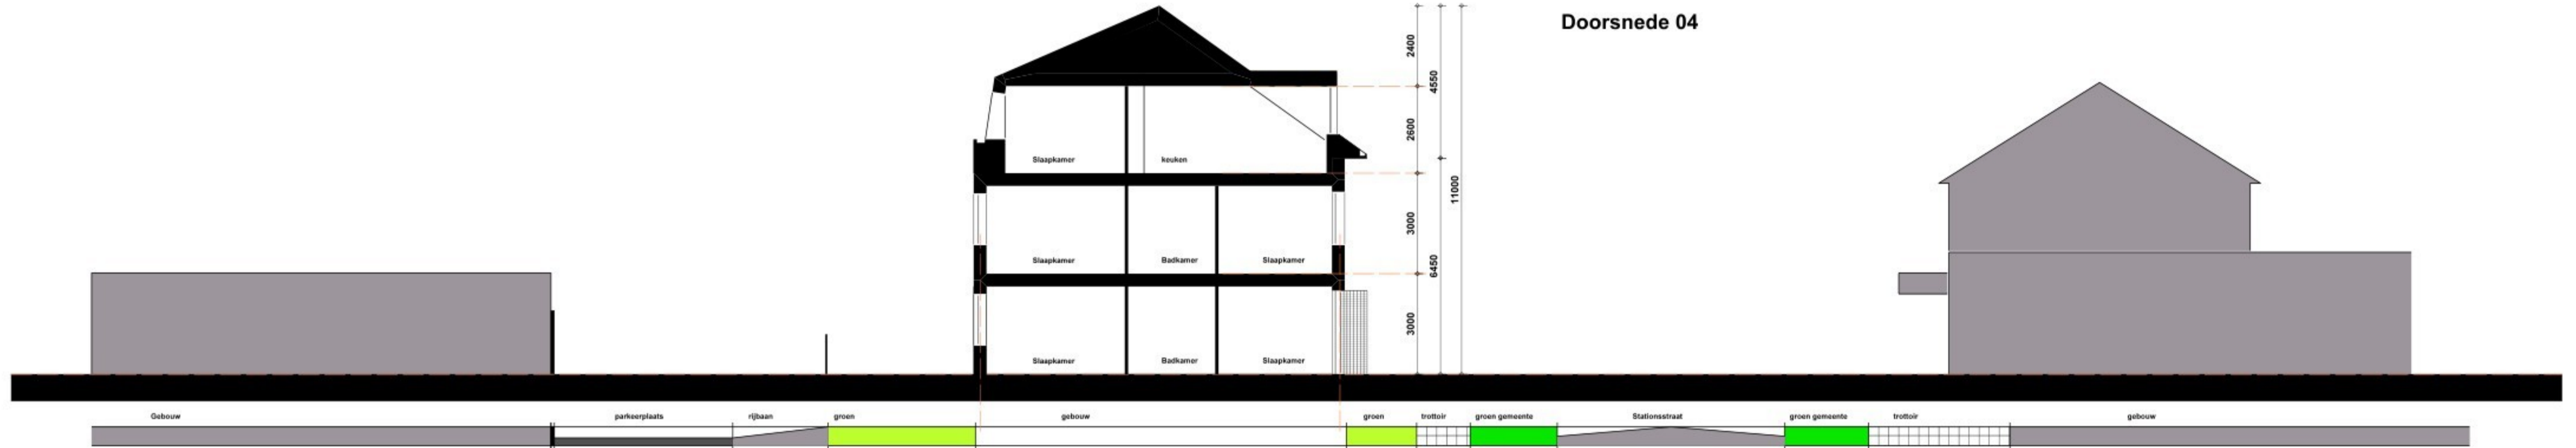 Doorsnede 04
2400
4550
2600
11000
3000
6450
3000
Slaapkamer keuken
Slaapkamer Badkamer Slaapkamer
Slaapkamer Badkamer Slaapkamer
Gebouw parkeerplaats rijbaan groen gebouw groen trottoir groen gemeente Stationsstraat groen gemeente trottoir gebouw